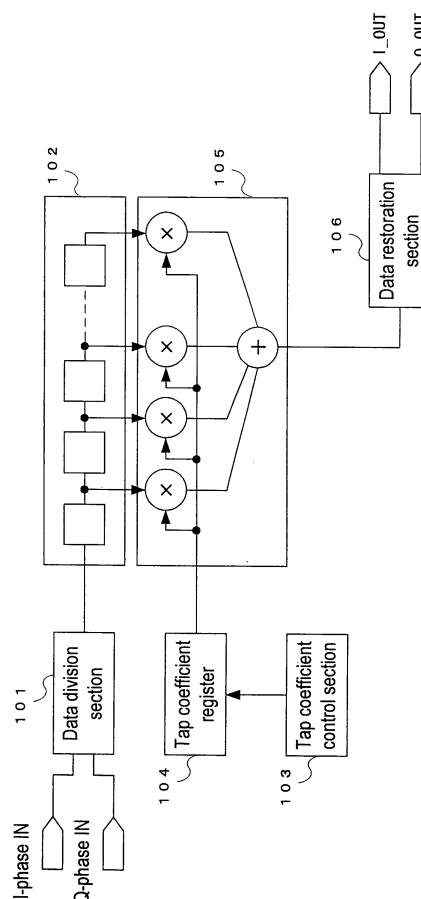 I-phase IN
Q-phase IN
101
Data division
section
102
105
×
×
×
×
+
104
Tap coefficient
register
103
Tap coefficient
control section
106
Data restoration
section
I_OUT
Q_OUT